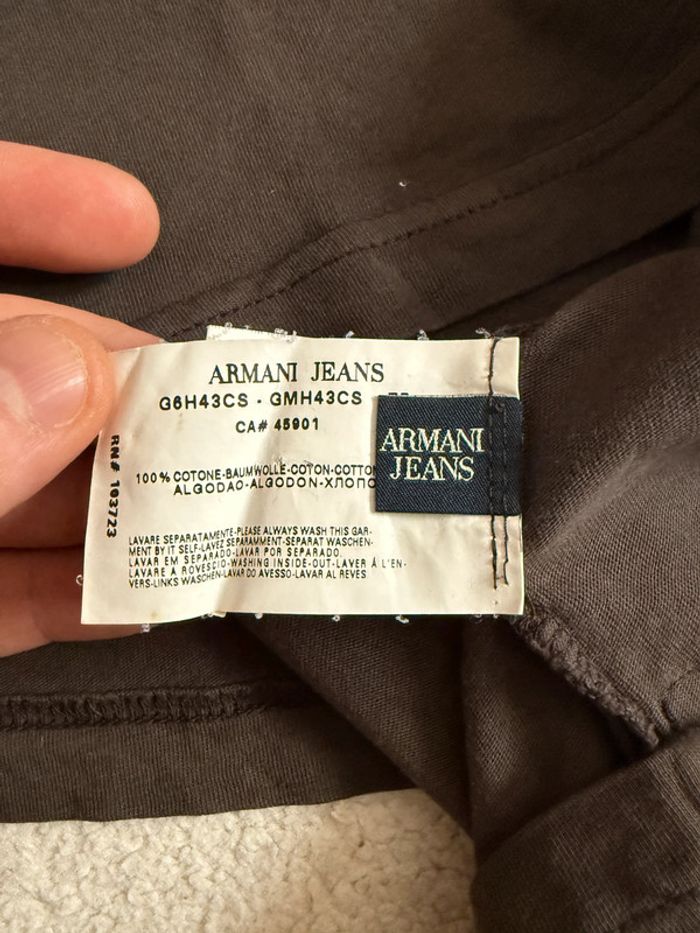 ARMANI JEANS
G6H43CS - GMH43CS
CA# 45901
ARMANI
JEANS
100% COTONE-BAUMWOLLE-COTON-COTTO
ALGODAO-ALGODON-ХЛОПО
RN# 103723
LAVARE SEPARATAMENTE-PLEASE ALWAYS WASH THIS GAR-
MENT BY IT SELF-LAVEZ SEPARAMMENT-SEPARAT WASCHEN-
LAVAR EM SEPARADO-LAVAR POR SEPARADO.
LAVARE A ROVESCIO-WASHING INSIDE-OUT-LAVER Á L'EN-
VERS-LINKS WASCHEN-LAVAR DO AVESSO-LAVAR AL REVES